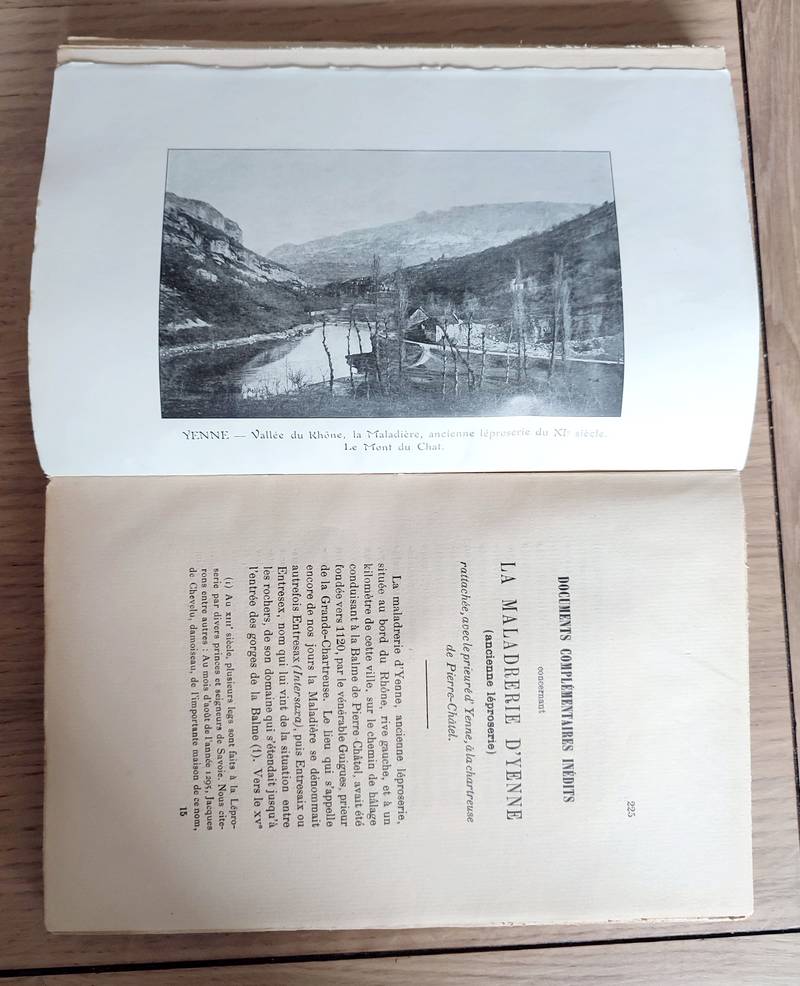 YENNE — Vallée du Rhône, la Maladière, ancienne léproserie du XIe siècle.
Le Mont du Chat.
225
DOCUMENTS COMPLÉMENTAIRES INÉDITS
concernant
LA MALADRERIE D'YENNE
(ancienne léproserie)
rattachée, avec le prieuré d'Yenne, à la chartreuse
de Pierre-Châtel.
La maladrerie d'Yenne, ancienne léproserie,
située au bord du Rhône, rive gauche, et à un
kilomètre de cette ville, sur le chemin de hâlage
conduisant à la Balme de Pierre-Châtel, avait été
fondée vers 1120, par le vénérable Guigues, prieur
de la Grande-Chartreuse. Le lieu qui s'appelle
encore de nos jours la Maladière se dénommait
autrefois Entresax (Intersaxa), puis Entresaix ou
Entresex, nom qui lui vint de la situation entre
les rochers, de son domaine qui s'étendait jusqu'à
l'entrée des gorges de la Balme (1). Vers le XVe
(1) Au XIIIe siècle, plusieurs legs sont faits à la Lépro-
serie par divers princes et seigneurs de Savoie. Nous cite-
rons entre autres : Au mois d'août de l'année 1295, Jacques
de Chevelu, damoiseau, de l'importante maison de ce nom,
15